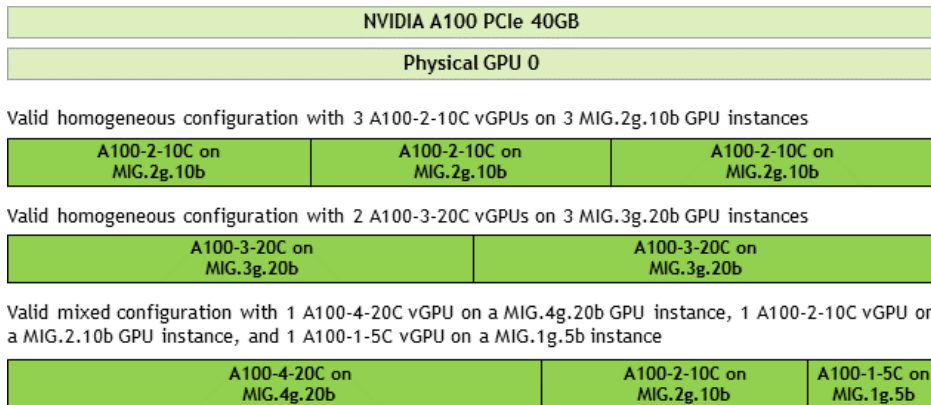 NVIDIA A100 PCIe 40GB
Physical GPU 0
Valid homogeneous configuration with 3 A100-2-10C vGPUs on 3 MIG.2g.10b GPU instances
A100-2-10C on A100-2-10C on A100-2-10C on
MIG.2g.10b MIG.2g.10b MIG.2g.10b
Valid homogeneous configuration with 2 A100-3-20C vGPUs on 3 MIG.3g.20b GPU instances
A100-3-20C on A100-3-20C on
MIG.3g.20b MIG.3g.20b
Valid mixed configuration with 1 A100-4-20C vGPU on a MIG.4g.20b GPU instance, 1 A100-2-10C vGPU on
a MIG.2.10b GPU instance, and 1 A100-1-5C vGPU on a MIG.1g.5b instance
A100-4-20C on A100-2-10C on A100-1-5C on
MIG.4g.20b MIG.2g.10b MIG.1g.5b